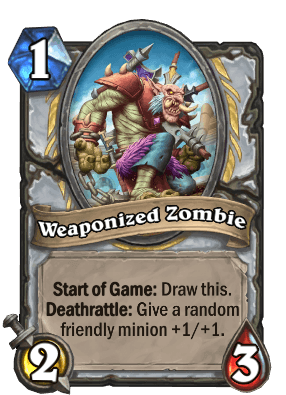 1
Weaponized Zombie
Start of Game: Draw this.
Deathrattle: Give a random
friendly minion +1/+1.
2
3